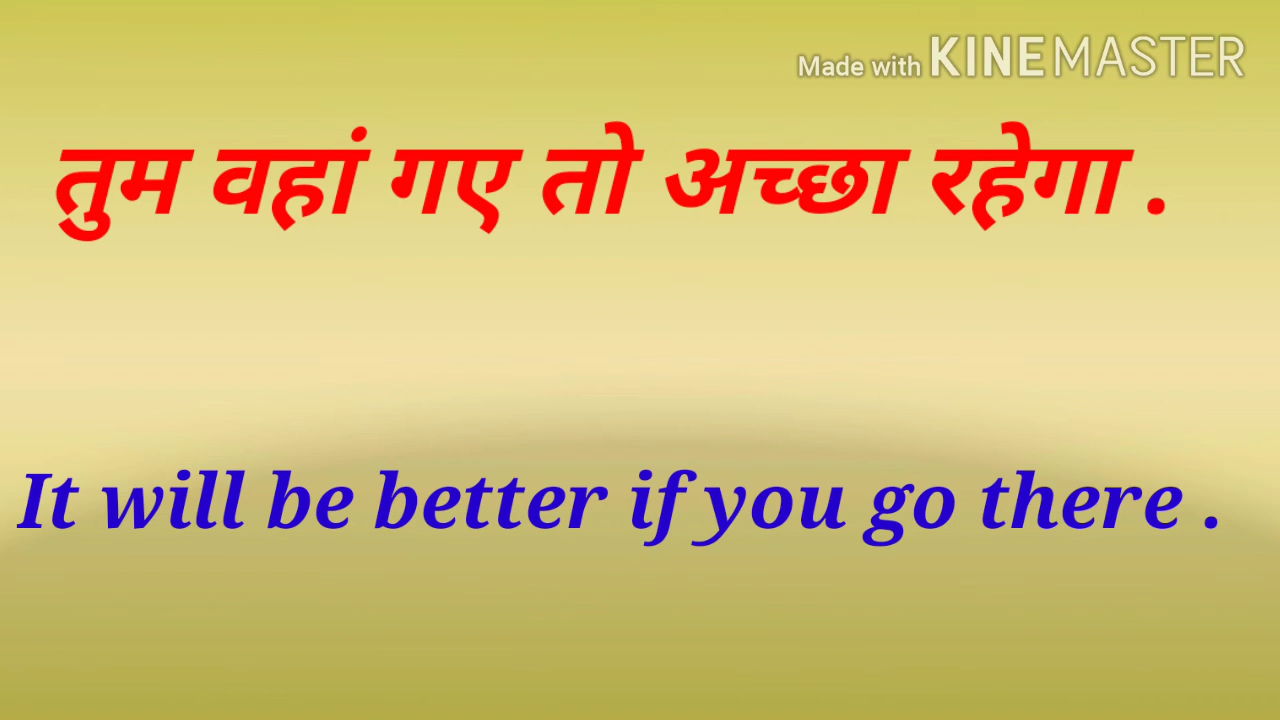 Made with KINEMASTER
तुम वहां गए तो अच्छा रहेगा .
It will be better if you go there .